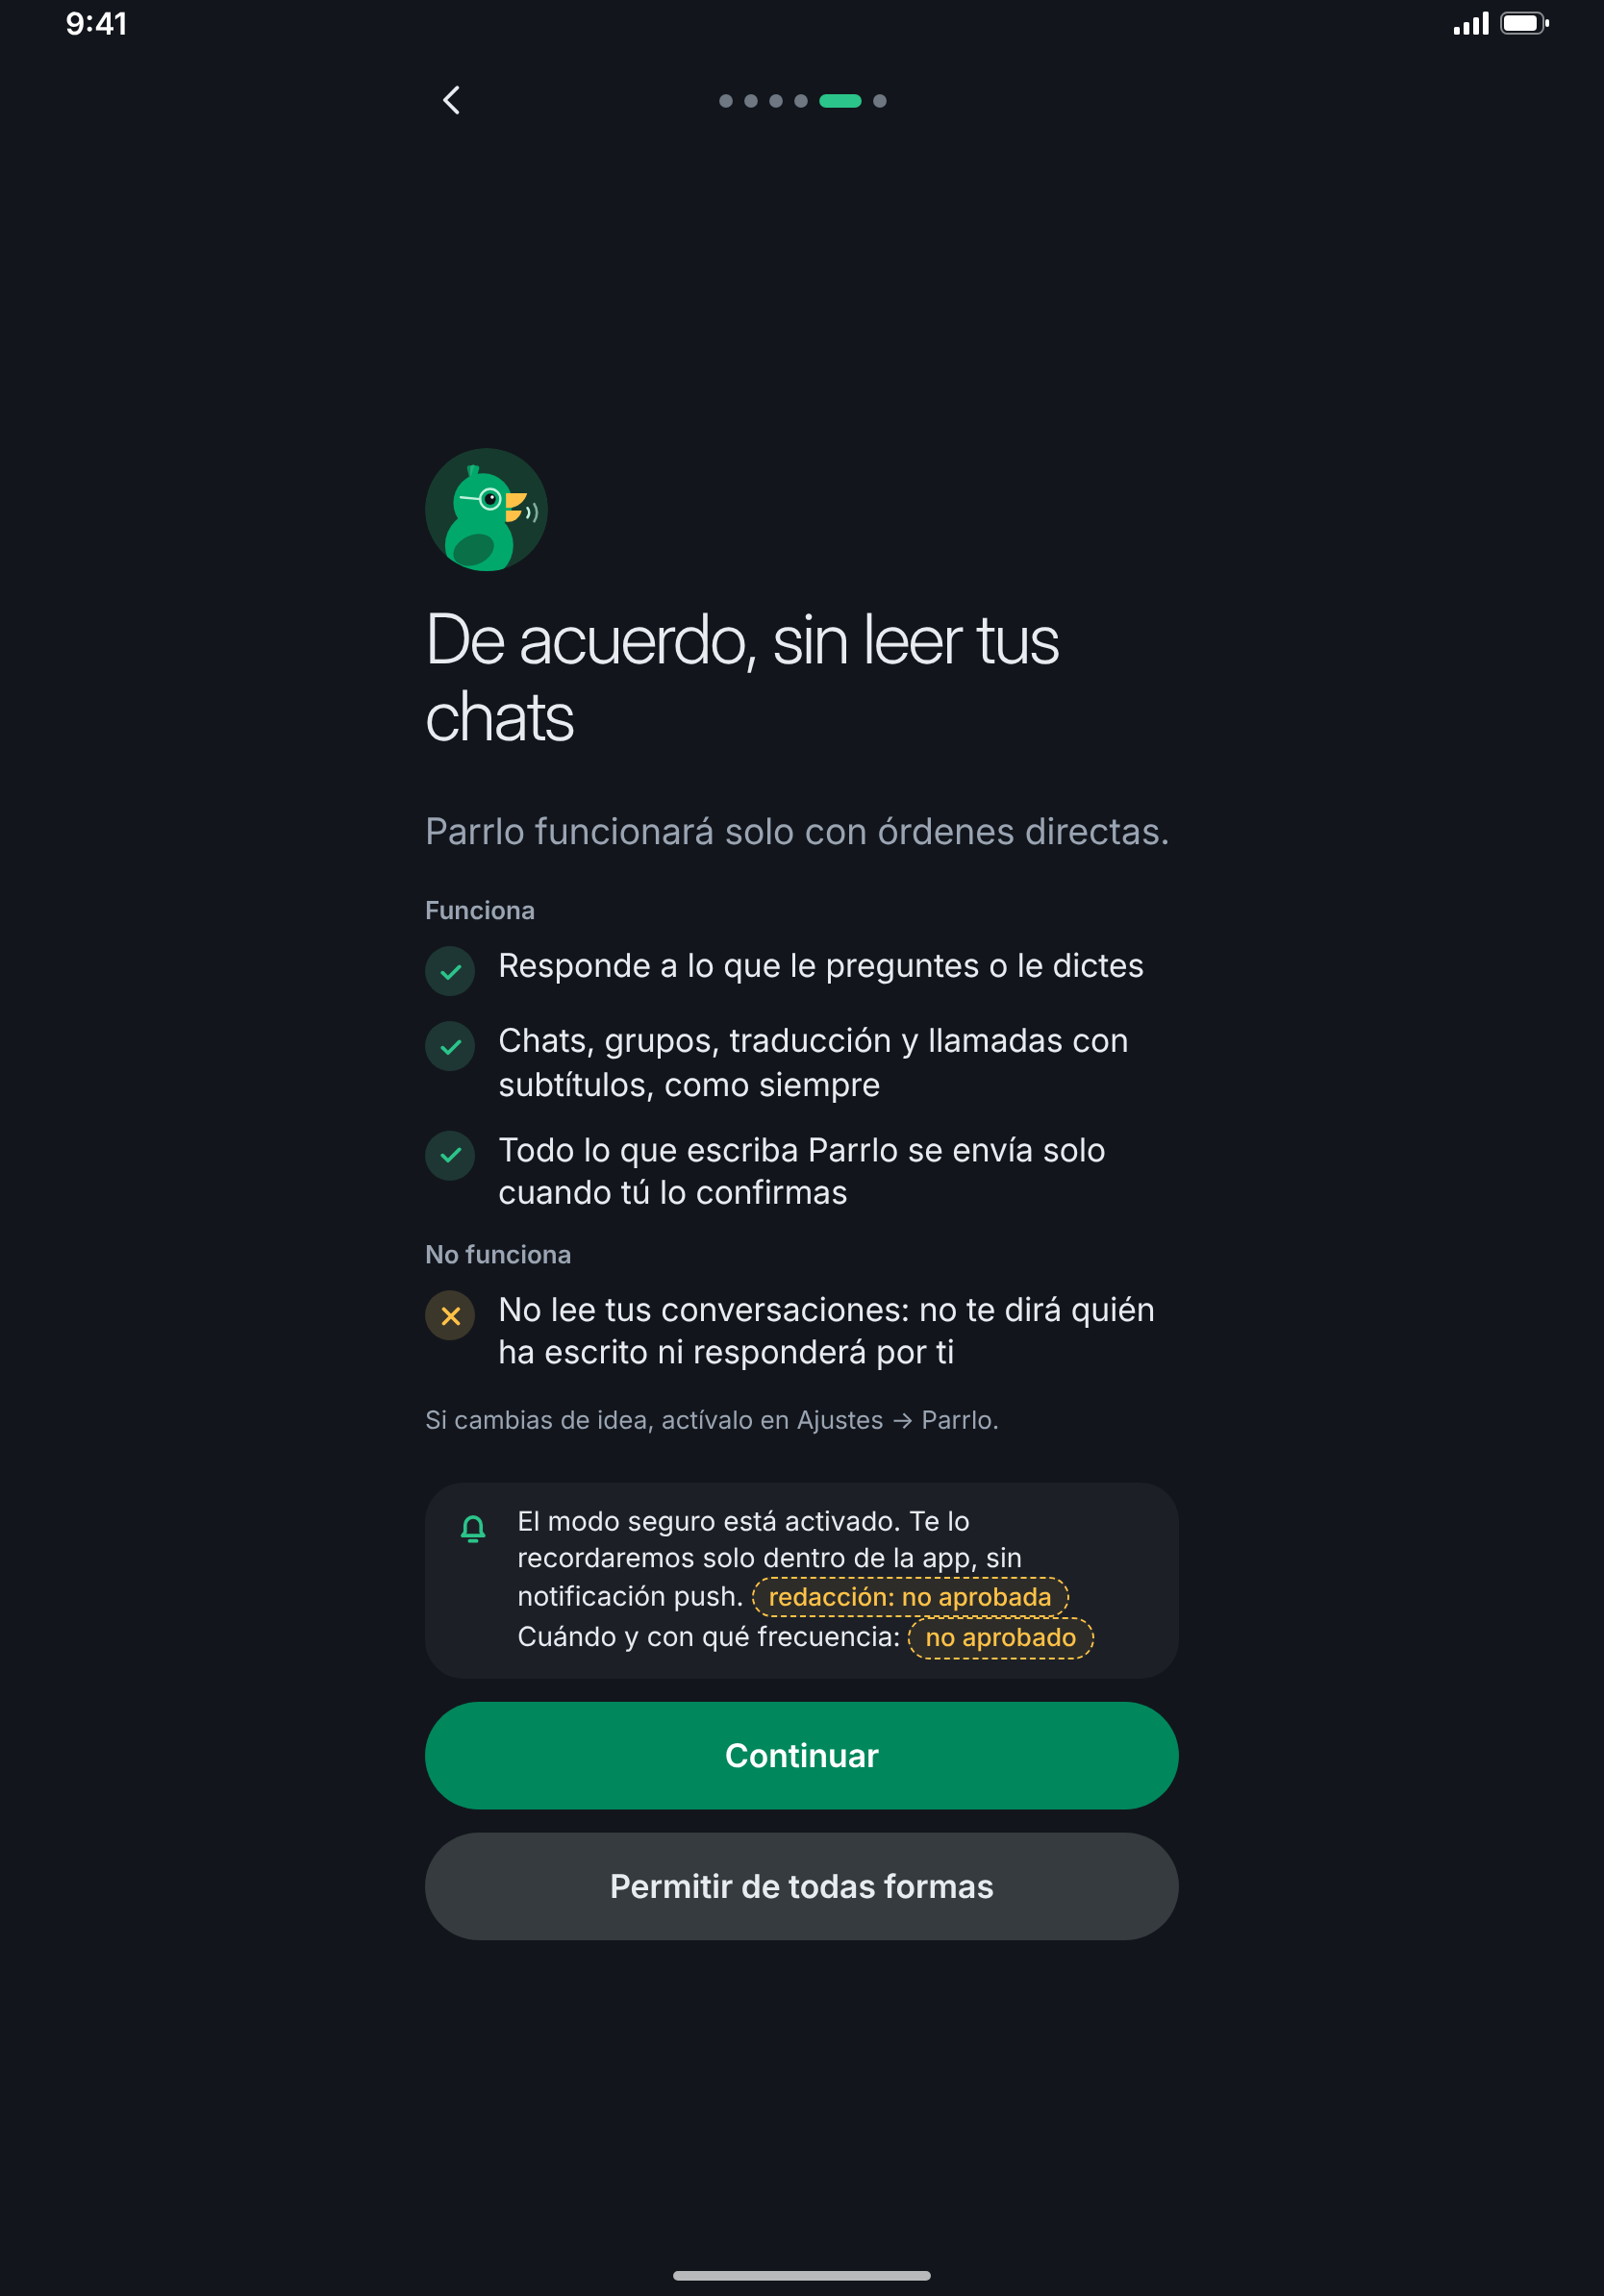 9:41
De acuerdo, sin leer tus
chats
Parrlo funcionará solo con órdenes directas.
Funciona
Responde a lo que le preguntes o le dictes
Chats, grupos, traducción y llamadas con
subtítulos, como siempre
Todo lo que escriba Parrlo se envía solo
cuando tú lo confirmas
No funciona
No lee tus conversaciones: no te dirá quién
ha escrito ni responderá por ti
Si cambias de idea, actívalo en Ajustes → Parrlo.
El modo seguro está activado. Te lo
recordaremos solo dentro de la app, sin
notificación push. redacción: no aprobada
Cuándo y con qué frecuencia: no aprobado
Continuar
Permitir de todas formas